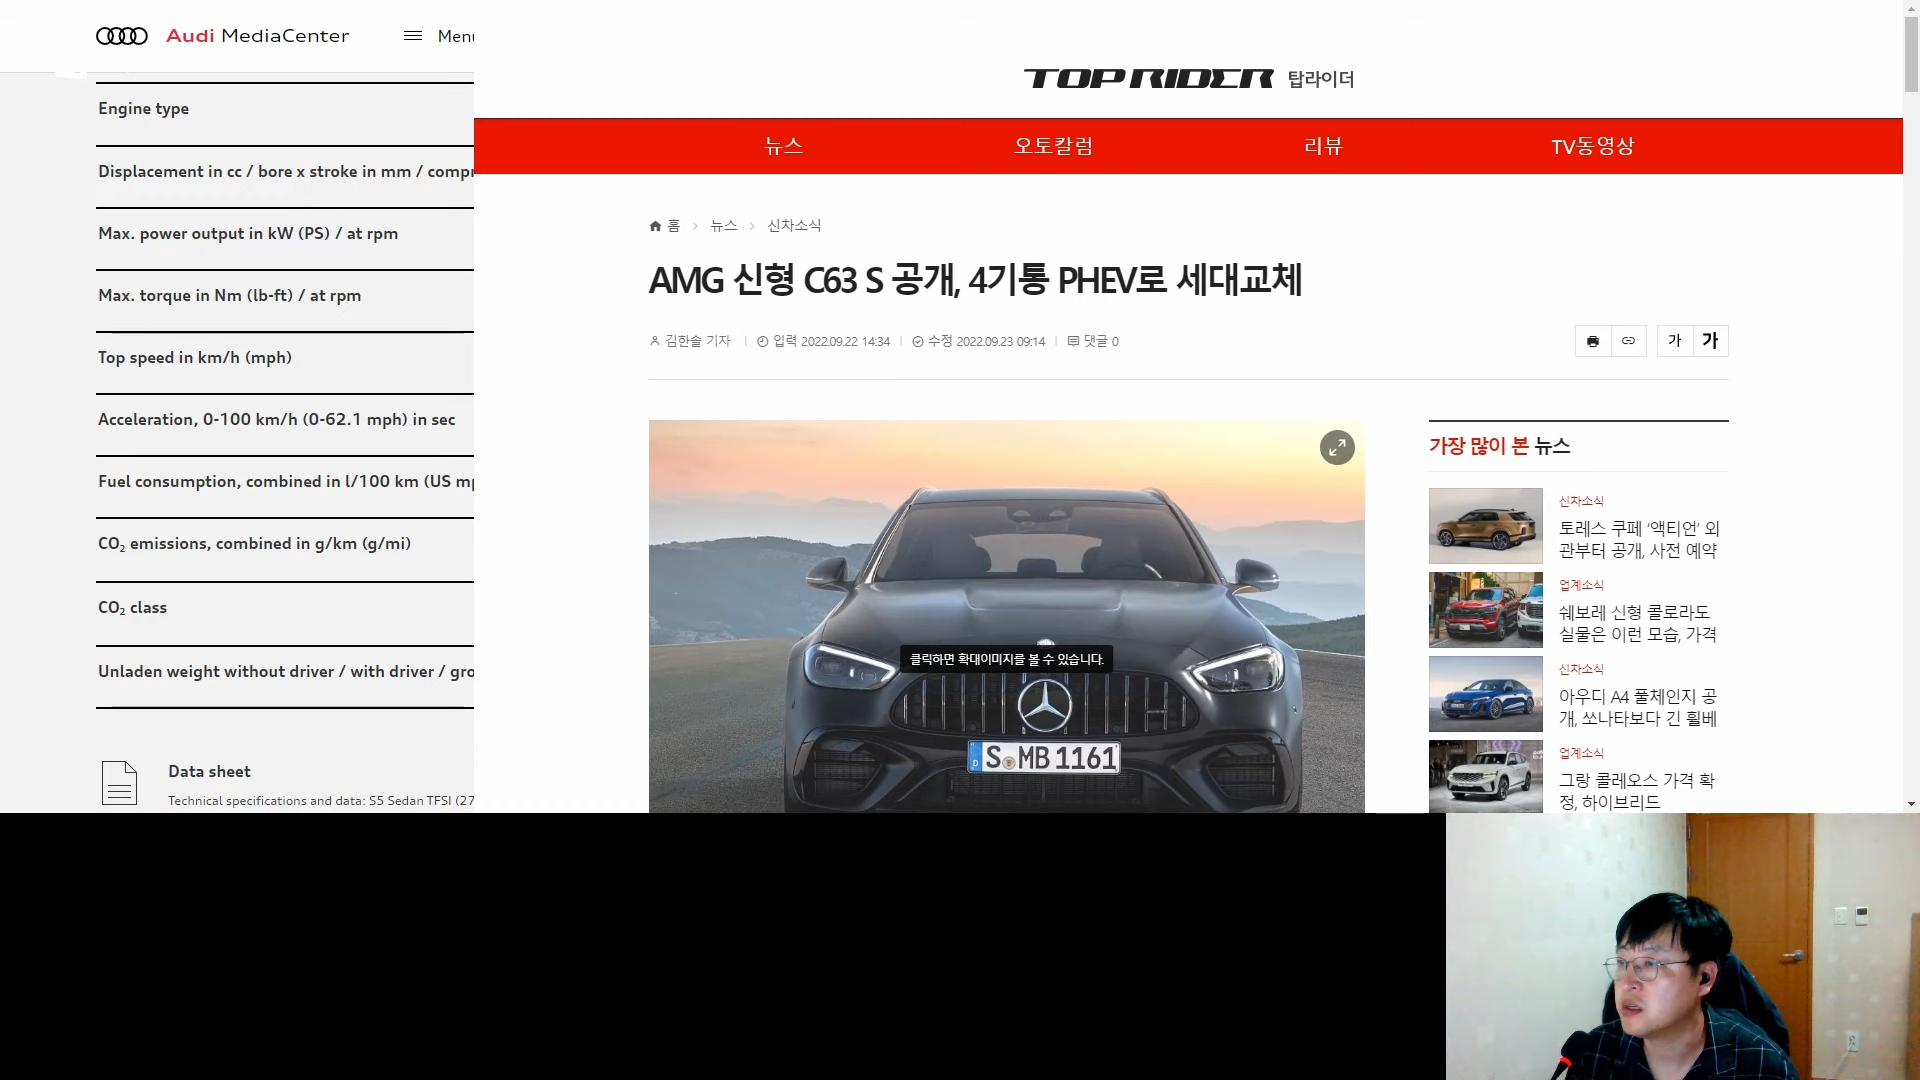 Audi MediaCenter
Menu
Engine type
Displacement in cc / bore x stroke in mm / compr
Max. power output in kW (PS) / at rpm
Max. torque in Nm (lb-ft) / at rpm
Top speed in km/h (mph)
Acceleration, 0-100 km/h (0-62.1 mph) in sec
Fuel consumption, combined in l/100 km (US mp
CO₂ emissions, combined in g/km (g/mi)
CO₂ class
Unladen weight without driver / with driver / gro
Data sheet
Technical specifications and data: S5 Sedan TFSI (27
TOP RIDER 탑라이더
뉴스 오토칼럼 리뷰 TV동영상
홈 > 뉴스 > 신차소식
AMG 신형 C63 S 공개, 4기통 PHEV로 세대교체
김한솔 기자 | 입력 2022.09.22 14:34 | 수정 2022.09.23 09:14 | 댓글 0
가 가
클릭하면 확대이미지를 볼 수 있습니다.
S MB 1161
가장 많이 본 뉴스
신차소식
토레스 쿠페 ‘액티언’ 외
관부터 공개, 사전 예약
업계소식
쉐보레 신형 콜로라도
실물은 이런 모습, 가격
신차소식
아우디 A4 풀체인지 공
개, 쏘나타보다 긴 휠베
업계소식
그랑 콜레오스 가격 확
정, 하이브리드